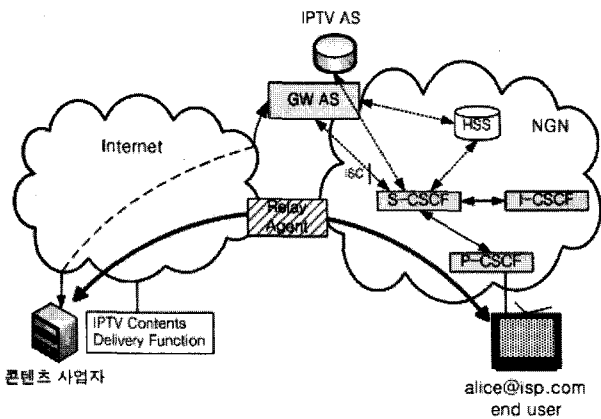 IPTV AS
GW AS
Internet
HSS
NGN
ISC
S-CSCF
I-CSCF
Relay
Agent
P-CSCF
IPTV Contents
Delivery Function
콘텐츠 사업자
alice@isp.com
end user